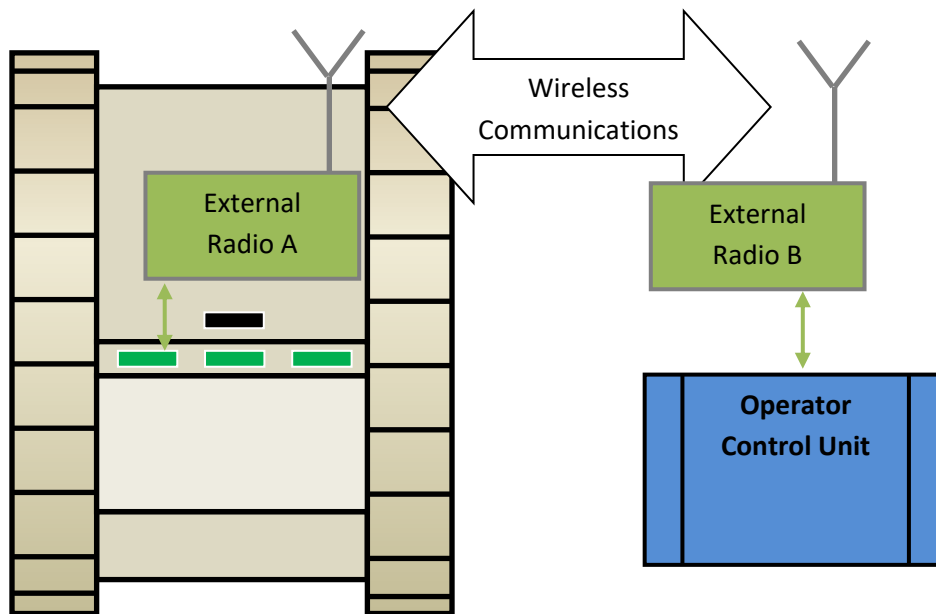 Wireless
Communications
External
Radio A
External
Radio B
Operator
Control Unit